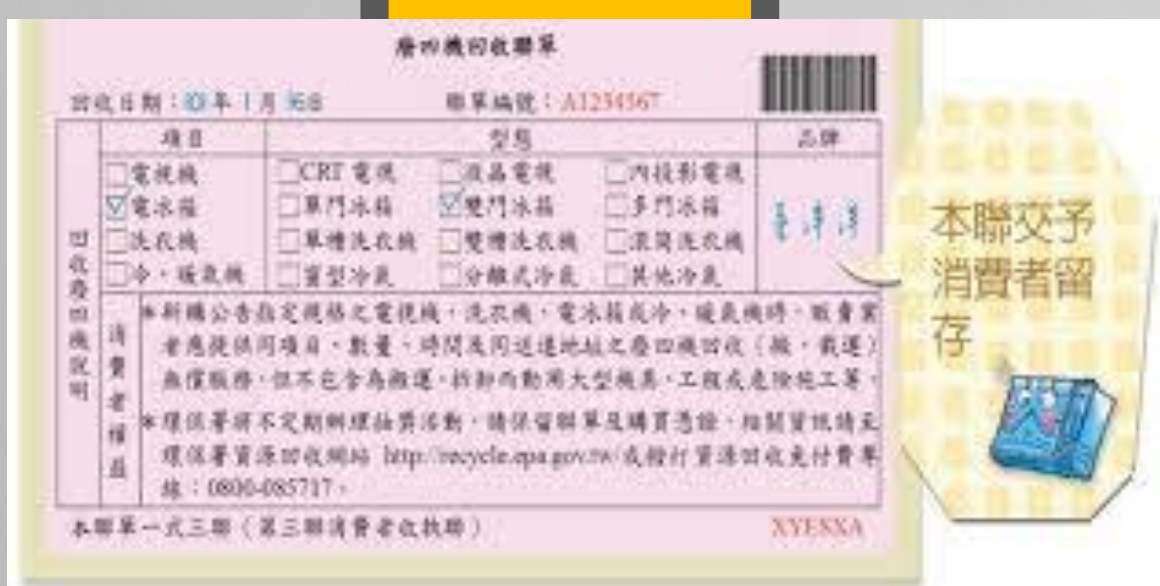 廢四機回收聯單
回收日期： 年1月 日
聯單編號：A1234567
項目 型態 品牌
□電視機 □CRT 電視 □液晶電視 □內投影電視
☑電冰箱 □單門冰箱 ☑雙門冰箱 □多門冰箱
□洗衣機 □單槽洗衣機 □雙槽洗衣機 □滾筒洗衣機
□冷、暖氣機 □窗型冷氣 □分離式冷氣 □其他冷氣
回收廢四機說明
消費者權益
*新購公告指定規格之電視機、洗衣機、電冰箱或冷、暖氣機時，販賣業
者應提供同項目、數量、時間及同送達地址之廢四機回收（搬、載運）
無償服務，但不包含為搬運、拆卸而動用大型機具、工程或危險施工等。
*環保署將不定期辦理抽獎活動，請保留聯單及購買憑證，相關資訊請至
環保署資源回收網站 http://recycle.epa.gov.tw/或撥打資源回收免付費專
線：0800-085717。
本聯單一式三聯（第三聯消費者收執聯）
XYESXA
本聯交予
消費者留
存